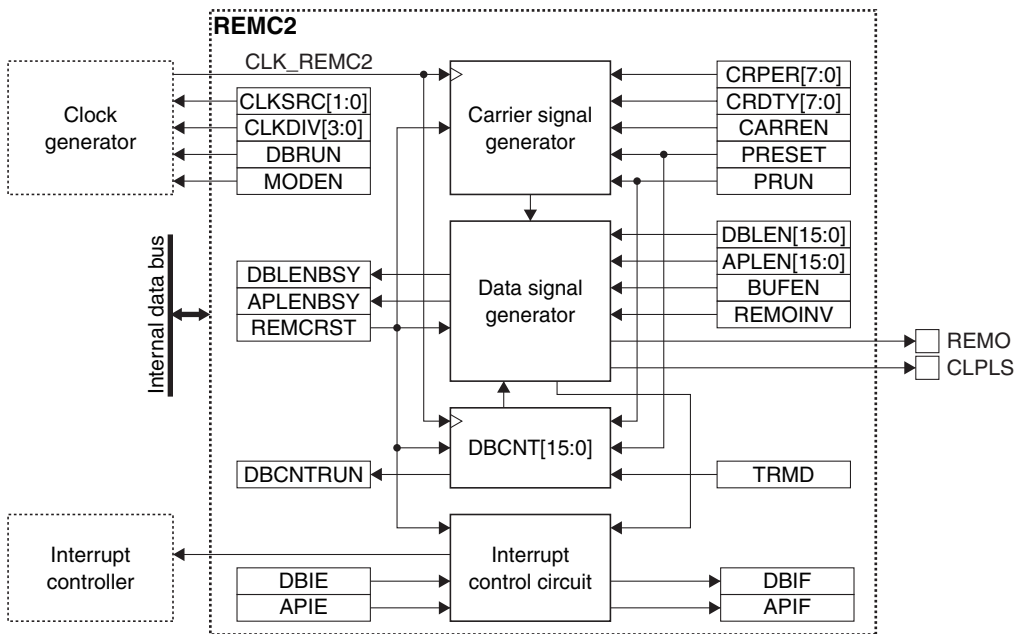 REMC2
CLK_REMC2
Clock
generator
CLKSRC[1:0]
CLKDIV[3:0]
DBRUN
MODEN
Carrier signal
generator
CRPER[7:0]
CRDTY[7:0]
CARREN
PRESET
PRUN
Internal data bus
DBLENBSY
APLENBSY
REMCRST
Data signal
generator
DBLEN[15:0]
APLEN[15:0]
BUFEN
REMOINV
REMO
CLPLS
DBCNTRUN
DBCNT[15:0]
TRMD
Interrupt
controller
DBIE
APIE
Interrupt
control circuit
DBIF
APIF